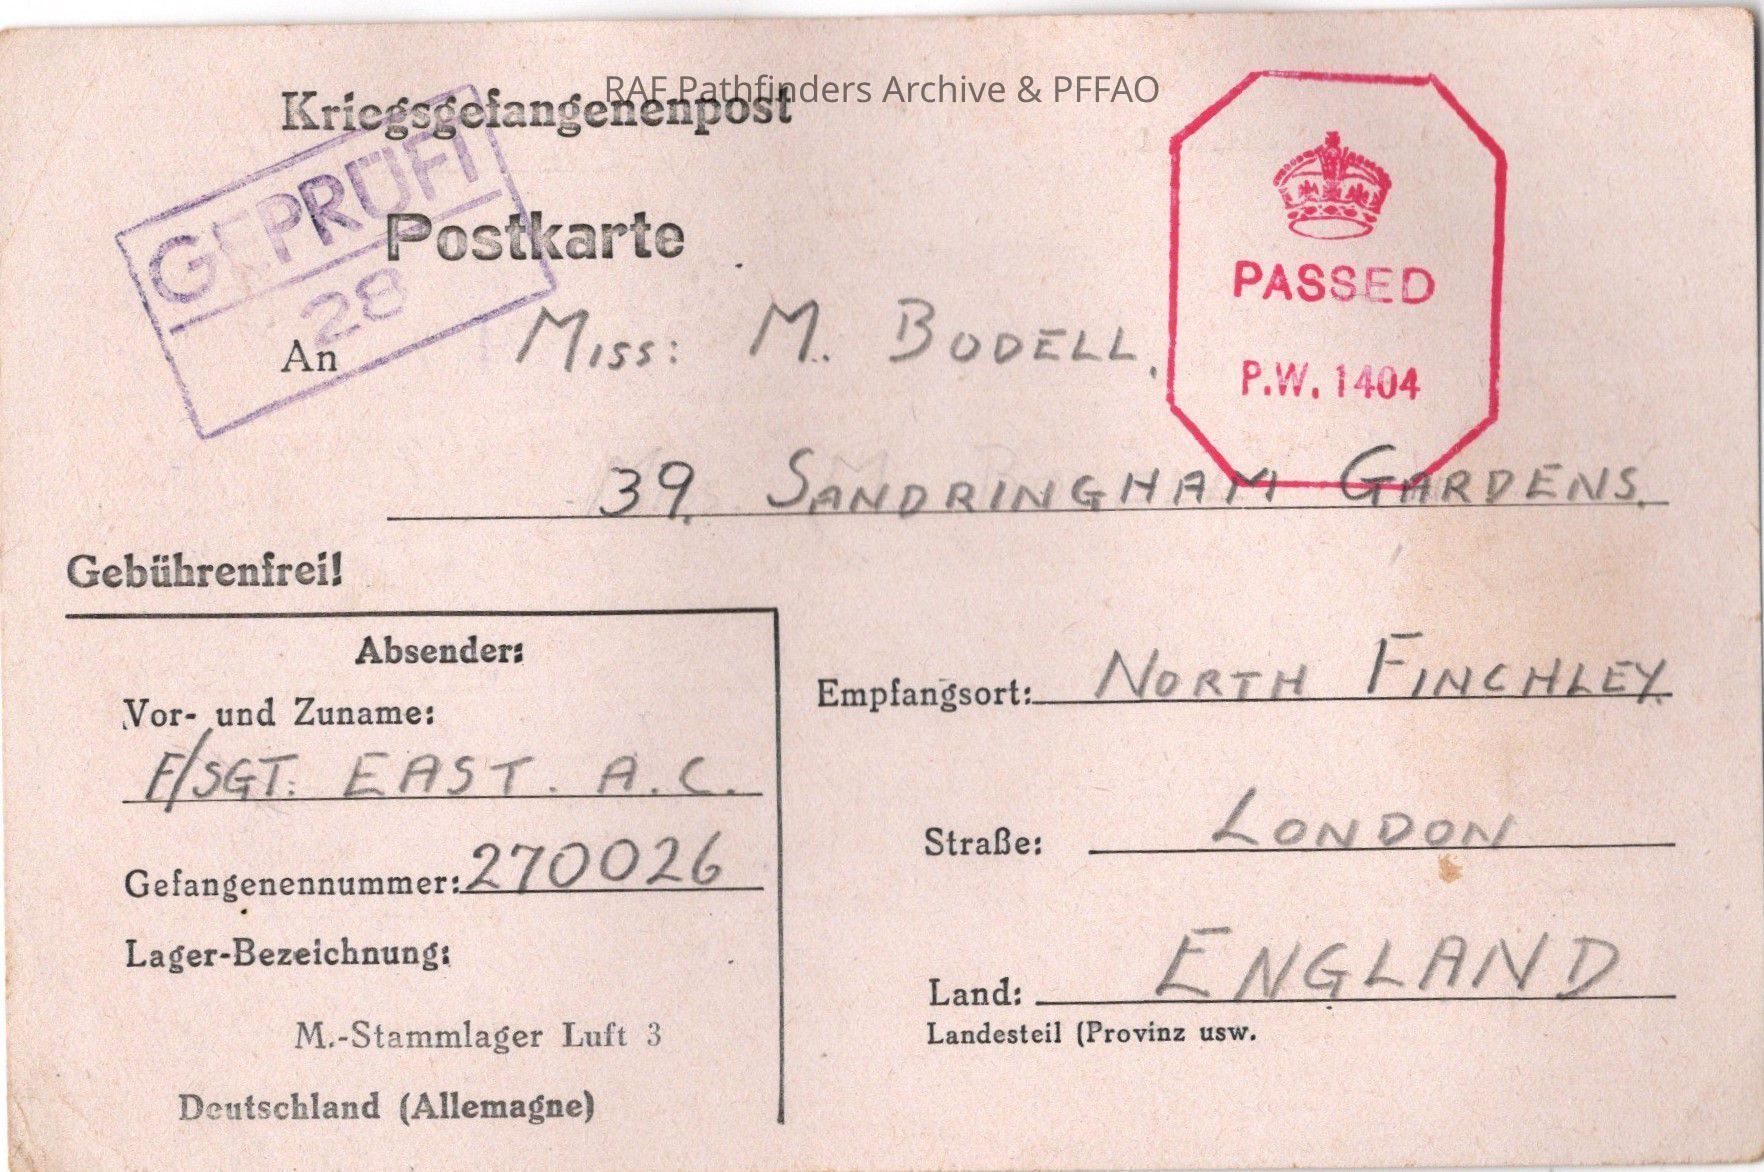 RAF Pathfinders Archive & PFFAO
Kriegsgefangenenpost
GEPRÜFT
28
Postkarte
PASSED
P.W. 1404
An Miss: M. BODELL.
39. SANDRINGHAM GARDENS.
Gebührenfrei!
Absender:
Vor- und Zuname:
F/SGT: EAST. A.C.
Gefangenennummer: 270026
Lager-Bezeichnung:
M.-Stammlager Luft 3
Deutschland (Allemagne)
Empfangsort: NORTH FINCHLEY.
Straße: LONDON
Land: ENGLAND
Landesteil (Provinz usw.